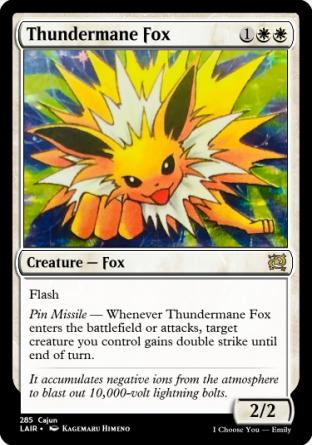 Thundermane Fox 1
Creature — Fox
Flash
Pin Missile — Whenever Thundermane Fox
enters the battlefield or attacks, target
creature you control gains double strike until
end of turn.
It accumulates negative ions from the atmosphere
to blast out 10,000-volt lightning bolts.
2/2
285 Cajun
LAIR • Kagemaru Himeno
I Choose You — Emily